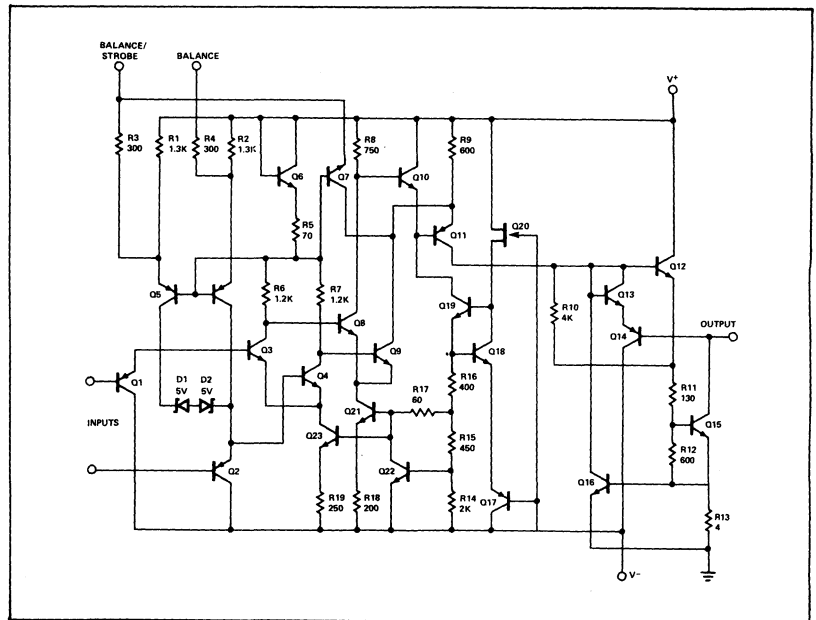 BALANCE/
STROBE
BALANCE
V+
R3
300
R1
1.3K
R4
300
R2
1.3K
Q6
Q7
R8
750
Q10
R9
600
R5
70
Q11
Q20
Q12
Q5
R6
1.2K
R7
1.2K
Q8
Q9
Q19
Q18
R10
4K
Q13
Q14
OUTPUT
Q3
Q4
Q1
D1
5V
D2
5V
R17
60
R16
400
R11
130
Q15
INPUTS
Q21
Q23
Q22
R15
450
R12
600
Q16
Q2
R19
250
R18
200
R14
2K
Q17
R13
4
V-